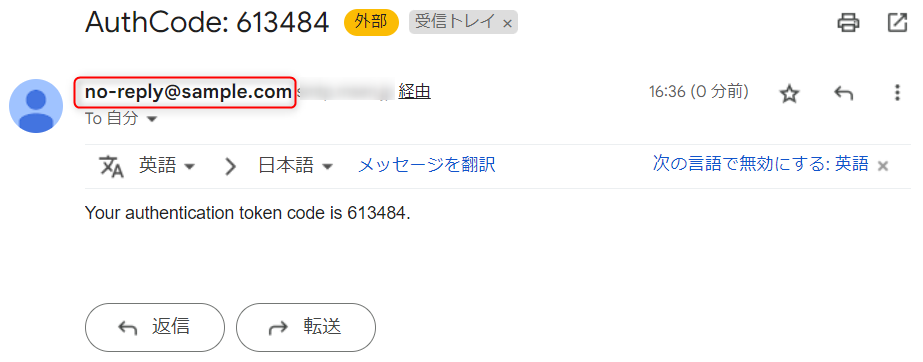 AuthCode: 613484 外部 受信トレイ ×
no-reply@sample.com 経由 16:36 (0 分前)
To 自分
英語 日本語 メッセージを翻訳 次の言語で無効にする: 英語 ×
Your authentication token code is 613484.
返信 転送